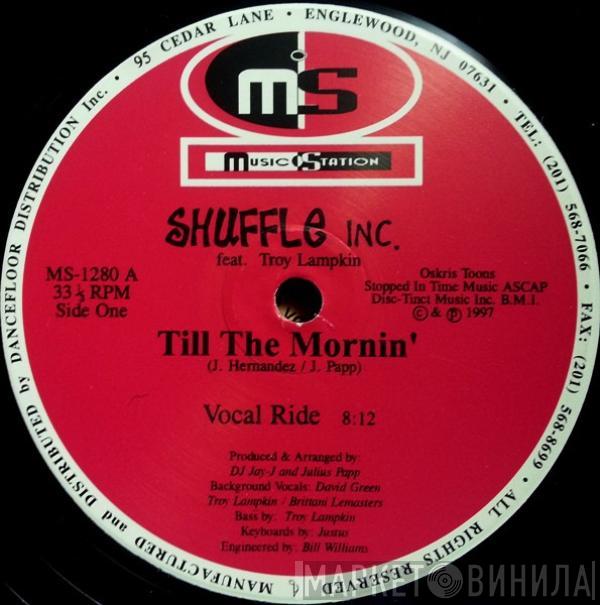 MANUFACTURED and DISTRIBUTED by DANCEFLOOR DISTRIBUTION Inc. • 95 CEDAR LANE • ENGLEWOOD, NJ 07631 • TEL: (201) 568-7066 • FAX: (201) 568-8699 • ALL RIGHTS RESERVED
MS
MUSIC STATION
SHUFFLE INC.
feat. Troy Lampkin
MS-1280 A
33 ⅓ RPM
Side One
Oskris Toons
Stopped In Time Music ASCAP
Disc-Tinct Music Inc. B.M.I.
© & ℗ 1997
Till The Mornin'
(J. Hernandez / J. Papp)
Vocal Ride 8:12
Produced & Arranged by:
DJ Jay-J and Julius Papp
Background Vocals: David Green
Troy Lampkin / Brittani Lemasters
Bass by: Troy Lampkin
Keyboards by: Justus
Engineered by: Bill Williams
МАРКЕТ ВИНИЛА